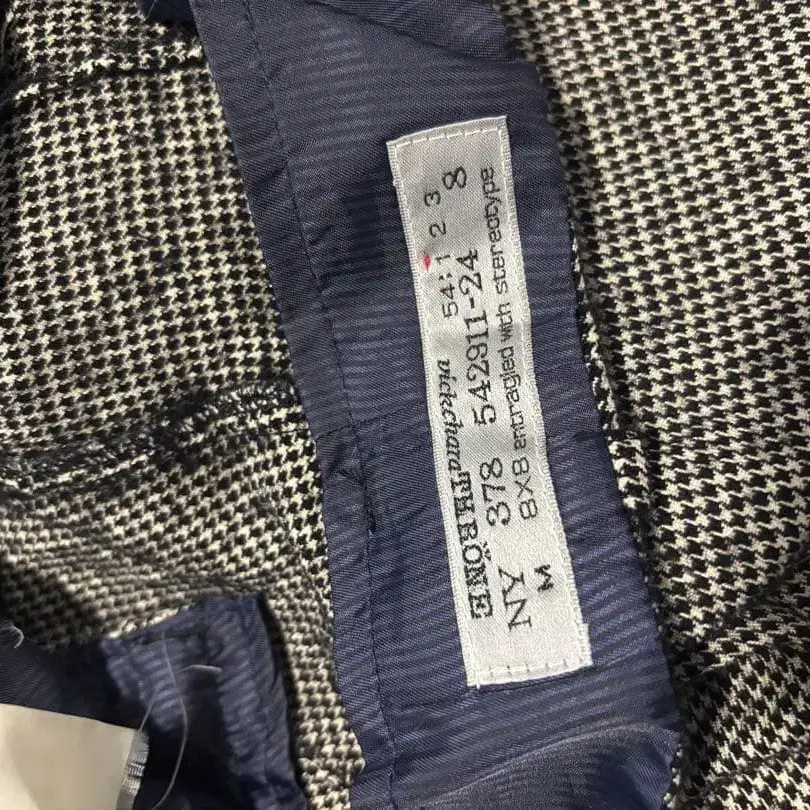 54:1 2 3
NY 378 542911-24 8
8X8 entragled with stereotype
M